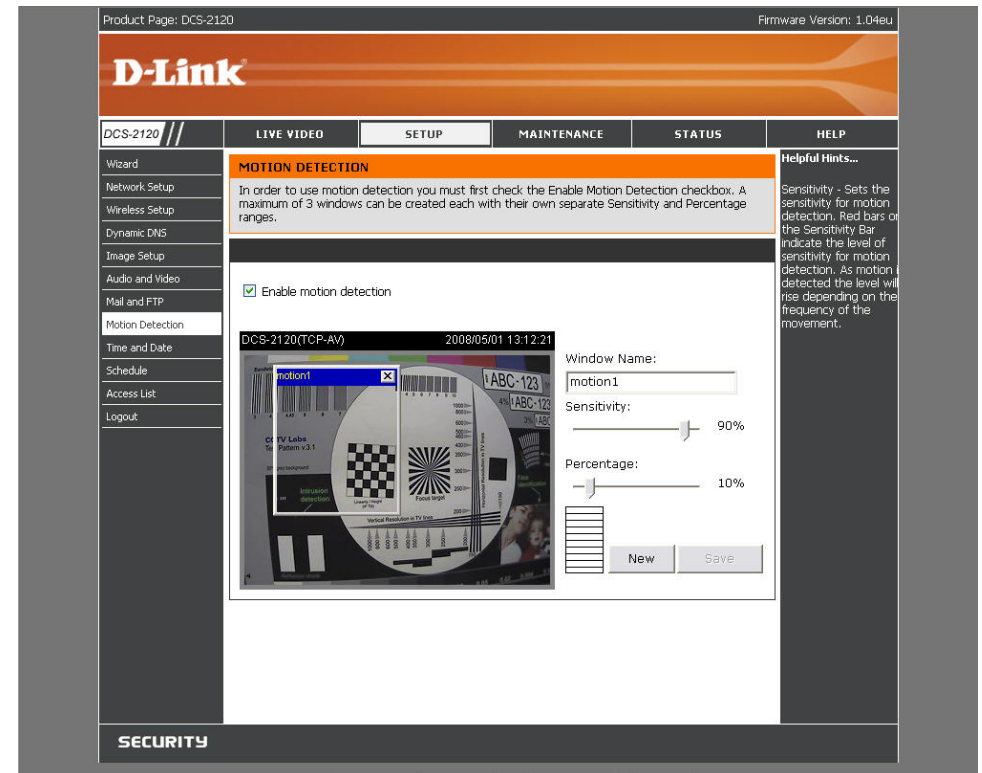 Product Page: DCS-2120
Firmware Version: 1.04eu
D-Link
DCS-2120
LIVE VIDEO
SETUP
MAINTENANCE
STATUS
HELP
Wizard
Network Setup
Wireless Setup
Dynamic DNS
Image Setup
Audio and Video
Mail and FTP
Motion Detection
Time and Date
Schedule
Access List
Logout
MOTION DETECTION
In order to use motion detection you must first check the Enable Motion Detection checkbox. A
maximum of 3 windows can be created each with their own separate Sensitivity and Percentage
ranges.
Enable motion detection
DCS-2120(TCP-AV)
2008/05/01 13:12:21
motion1
ABC-123
ABC-123
CCTV Labs
Test Pattern v.3.1
Intrusion
detection
Focus target
Vertical Resolution in TV lines
Window Name:
motion1
Sensitivity:
90%
Percentage:
10%
New
Save
Helpful Hints...
Sensitivity - Sets the
sensitivity for motion
detection. Red bars o
the Sensitivity Bar
indicate the level of
sensitivity for motion
detection. As motion i
detected the level will
rise depending on the
frequency of the
movement.
SECURITY